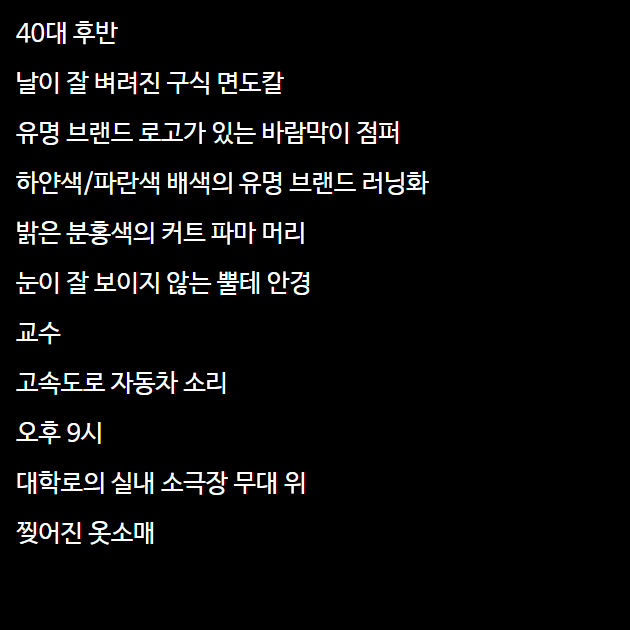 40대 후반
날이 잘 벼려진 구식 면도칼
유명 브랜드 로고가 있는 바람막이 점퍼
하얀색/파란색 배색의 유명 브랜드 러닝화
밝은 분홍색의 커트 파마 머리
눈이 잘 보이지 않는 뿔테 안경
교수
고속도로 자동차 소리
오후 9시
대학로의 실내 소극장 무대 위
찢어진 옷소매